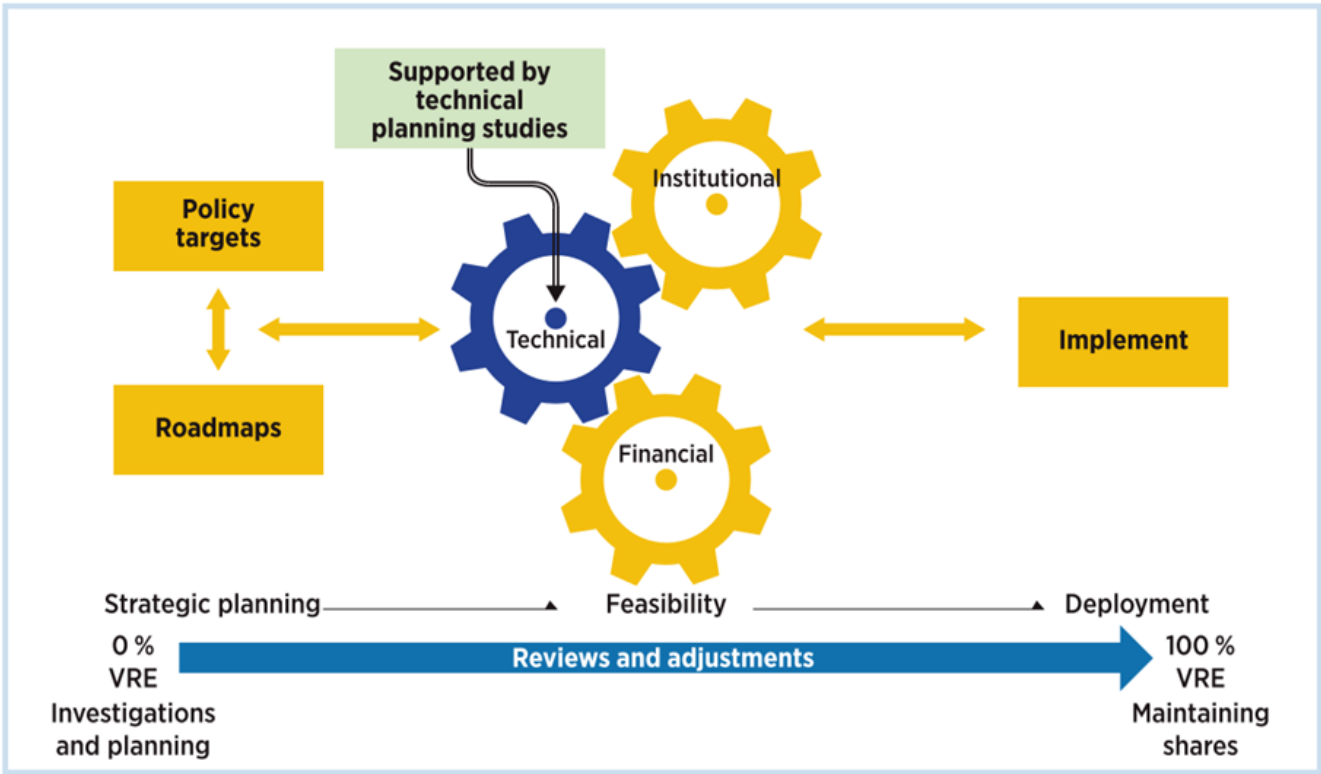 Supported by
technical
planning studies
Institutional
Policy
targets
Technical
Implement
Roadmaps
Financial
Strategic planning
Feasibility
Deployment
0 %
VRE
Reviews and adjustments
100 %
VRE
Investigations
and planning
Maintaining
shares